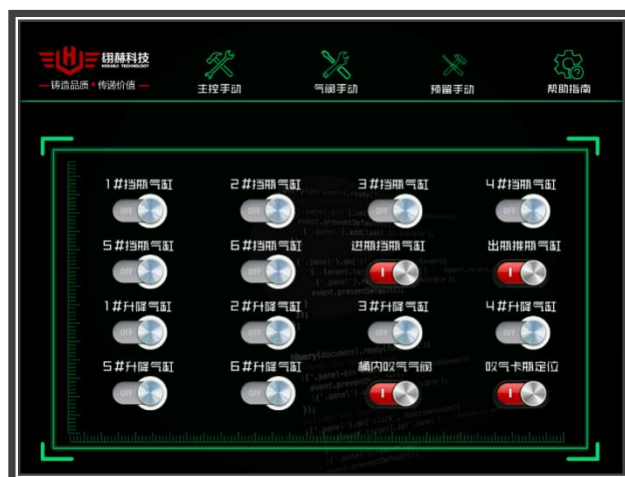 栩赫科技
铸造品质•传递价值
主控手动
气阀手动
预留手动
帮助指南
1#挡瓶气缸
2#挡瓶气缸
3#挡瓶气缸
4#挡瓶气缸
OFF
OFF
OFF
OFF
5#挡瓶气缸
6#挡瓶气缸
进瓶挡瓶气缸
出瓶推瓶气缸
OFF
OFF
I
I
1#升降气缸
2#升降气缸
3#升降气缸
4#升降气缸
OFF
OFF
OFF
OFF
5#升降气缸
6#升降气缸
桶内吹气气阀
吹气卡瓶定位
OFF
OFF
I
I